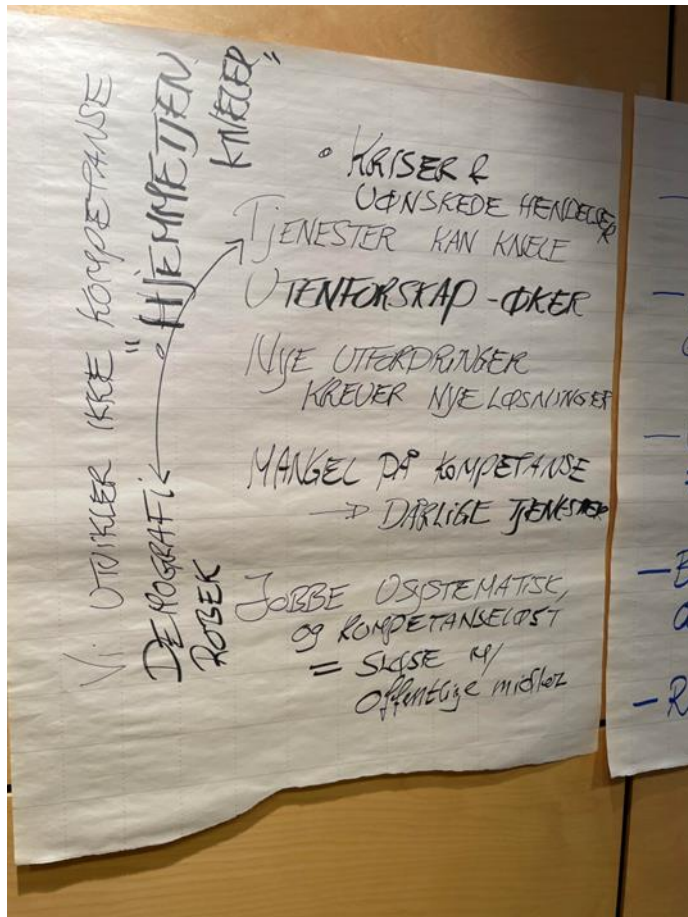 Vi UTVIKLER IKKE KOMPETANSE
DEMOGRAFI
"HJEMMETJEN
KNELER"
ROBEK
• KRISER &
UØNSKEDE HENDELSER
TJENESTER KAN KNELE
UTENFORSKAP - ØKER
NYE UTFORDRINGER
KREVER NYE LØSNINGER
MANGEL PÅ KOMPETANSE
→ DÅRLIGE TJENESTER
JOBBE USYSTEMATISK,
og KOMPETANSELØST
= SLØSE M/
offentlige midler